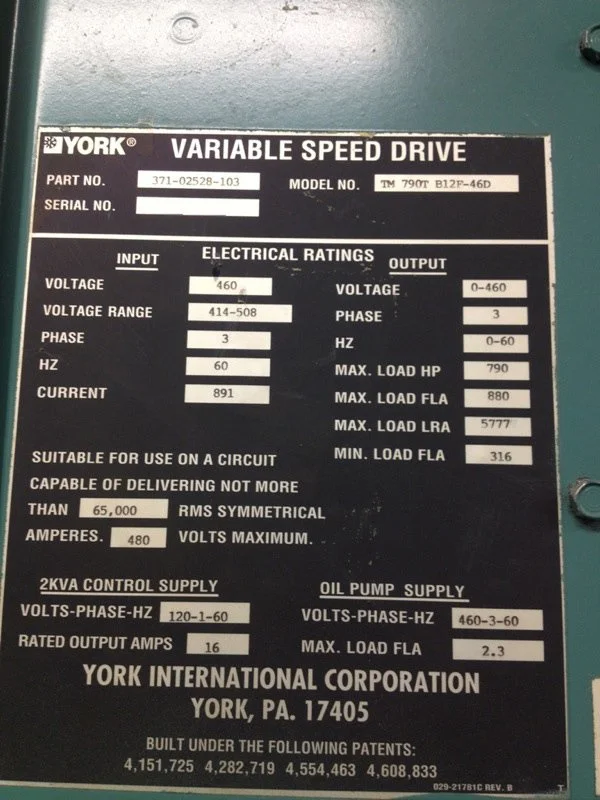 YORK® VARIABLE SPEED DRIVE
PART NO. 371-02528-103 MODEL NO. TM 790T B12F-46D
SERIAL NO.
ELECTRICAL RATINGS
INPUT
VOLTAGE 460
VOLTAGE RANGE 414-508
PHASE 3
HZ 60
CURRENT 891
OUTPUT
VOLTAGE 0-460
PHASE 3
HZ 0-60
MAX. LOAD HP 790
MAX. LOAD FLA 880
MAX. LOAD LRA 5777
MIN. LOAD FLA 316
SUITABLE FOR USE ON A CIRCUIT
CAPABLE OF DELIVERING NOT MORE
THAN 65,000 RMS SYMMETRICAL
AMPERES. 480 VOLTS MAXIMUM.
2KVA CONTROL SUPPLY
VOLTS-PHASE-HZ 120-1-60
RATED OUTPUT AMPS 16
OIL PUMP SUPPLY
VOLTS-PHASE-HZ 460-3-60
MAX. LOAD FLA 2.3
YORK INTERNATIONAL CORPORATION
YORK, PA. 17405
BUILT UNDER THE FOLLOWING PATENTS:
4,151,725 4,282,719 4,554,463 4,608,833
029-21781C REV. B T